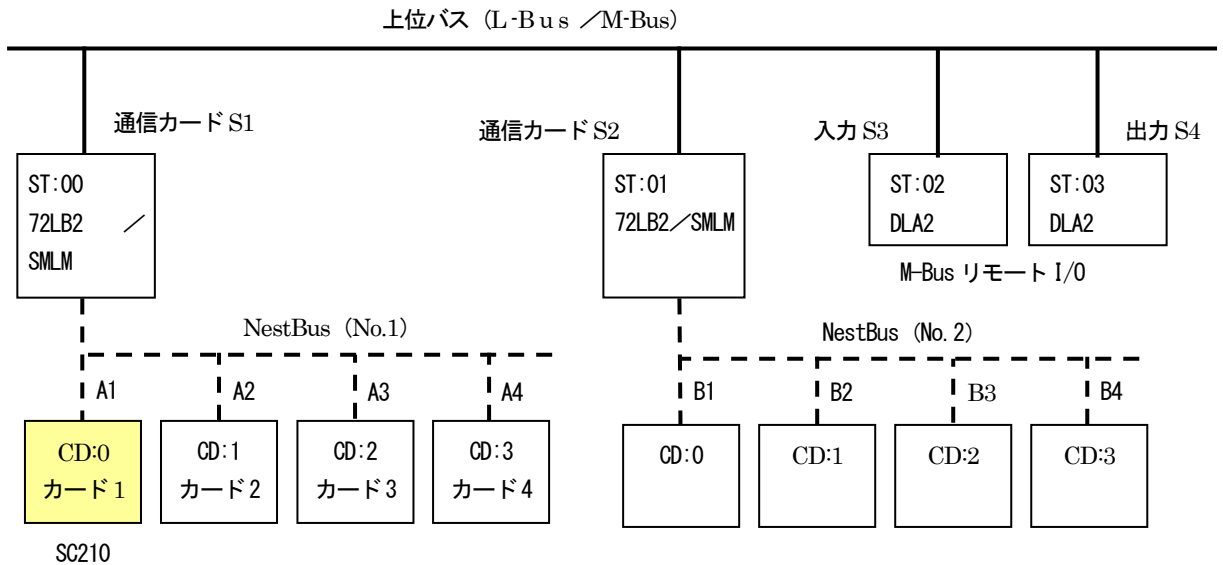 上位バス (L-Bus ／M-Bus)
通信カード S1
通信カード S2
入力 S3
出力 S4
ST:00
72LB2 ／
SMLM
ST:01
72LB2／SMLM
ST:02
DLA2
ST:03
DLA2
M-Bus リモート I/O
NestBus (No.1)
NestBus (No.2)
A1
A2
A3
A4
B1
B2
B3
B4
CD:0
カード 1
CD:1
カード 2
CD:2
カード 3
CD:3
カード 4
CD:0
CD:1
CD:2
CD:3
SC210